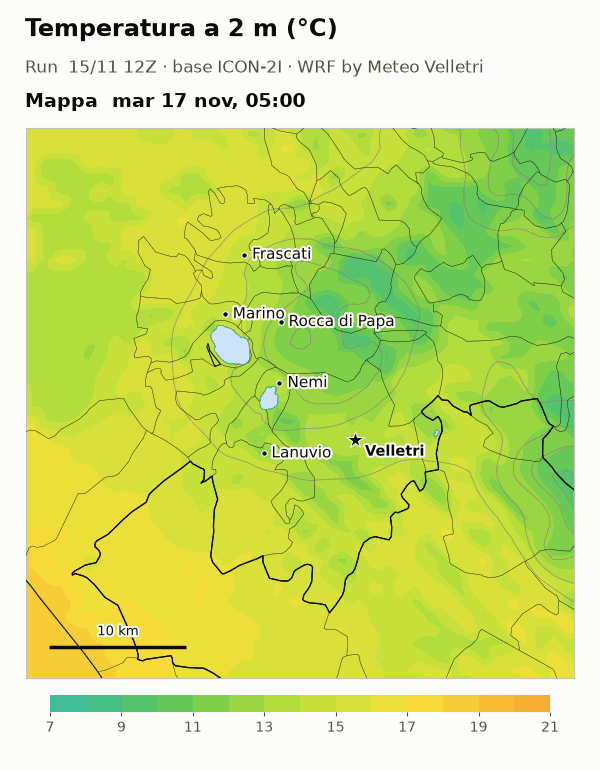 Temperatura a 2 m (°C)
Run  15/11 12Z · base ICON-2I · WRF by Meteo Velletri
Mappa  mar 17 nov, 05:00
Frascati
Marino
Rocca di Papa
Nemi
Velletri
Lanuvio
10 km
7 9 11 13 15 17 19 21